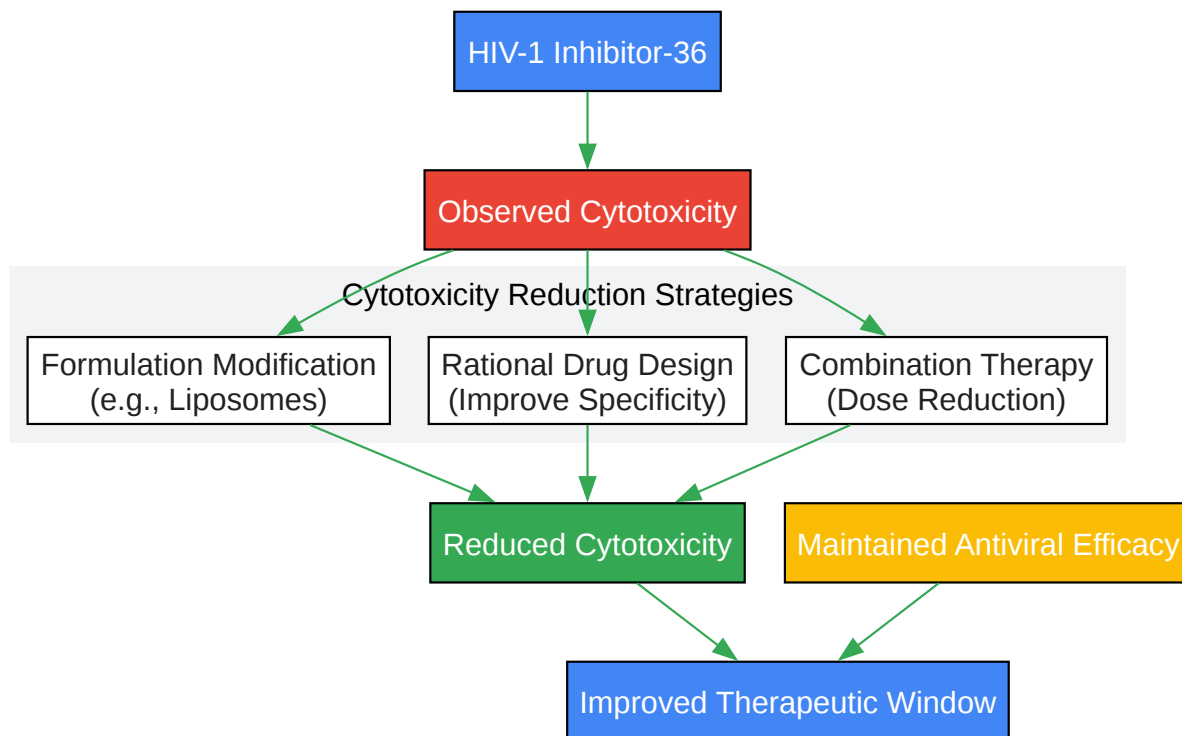 HIV-1 Inhibitor-36
Observed Cytotoxicity
Cytotoxicity Reduction Strategies
Formulation Modification
(e.g., Liposomes)
Rational Drug Design
(Improve Specificity)
Combination Therapy
(Dose Reduction)
Reduced Cytotoxicity
Maintained Antiviral Efficacy
Improved Therapeutic Window